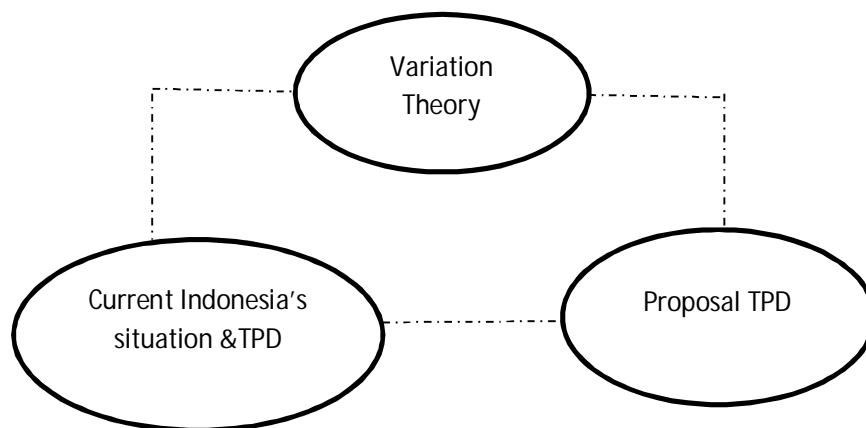 Variation
Theory
Current Indonesia’s
situation &TPD
Proposal TPD